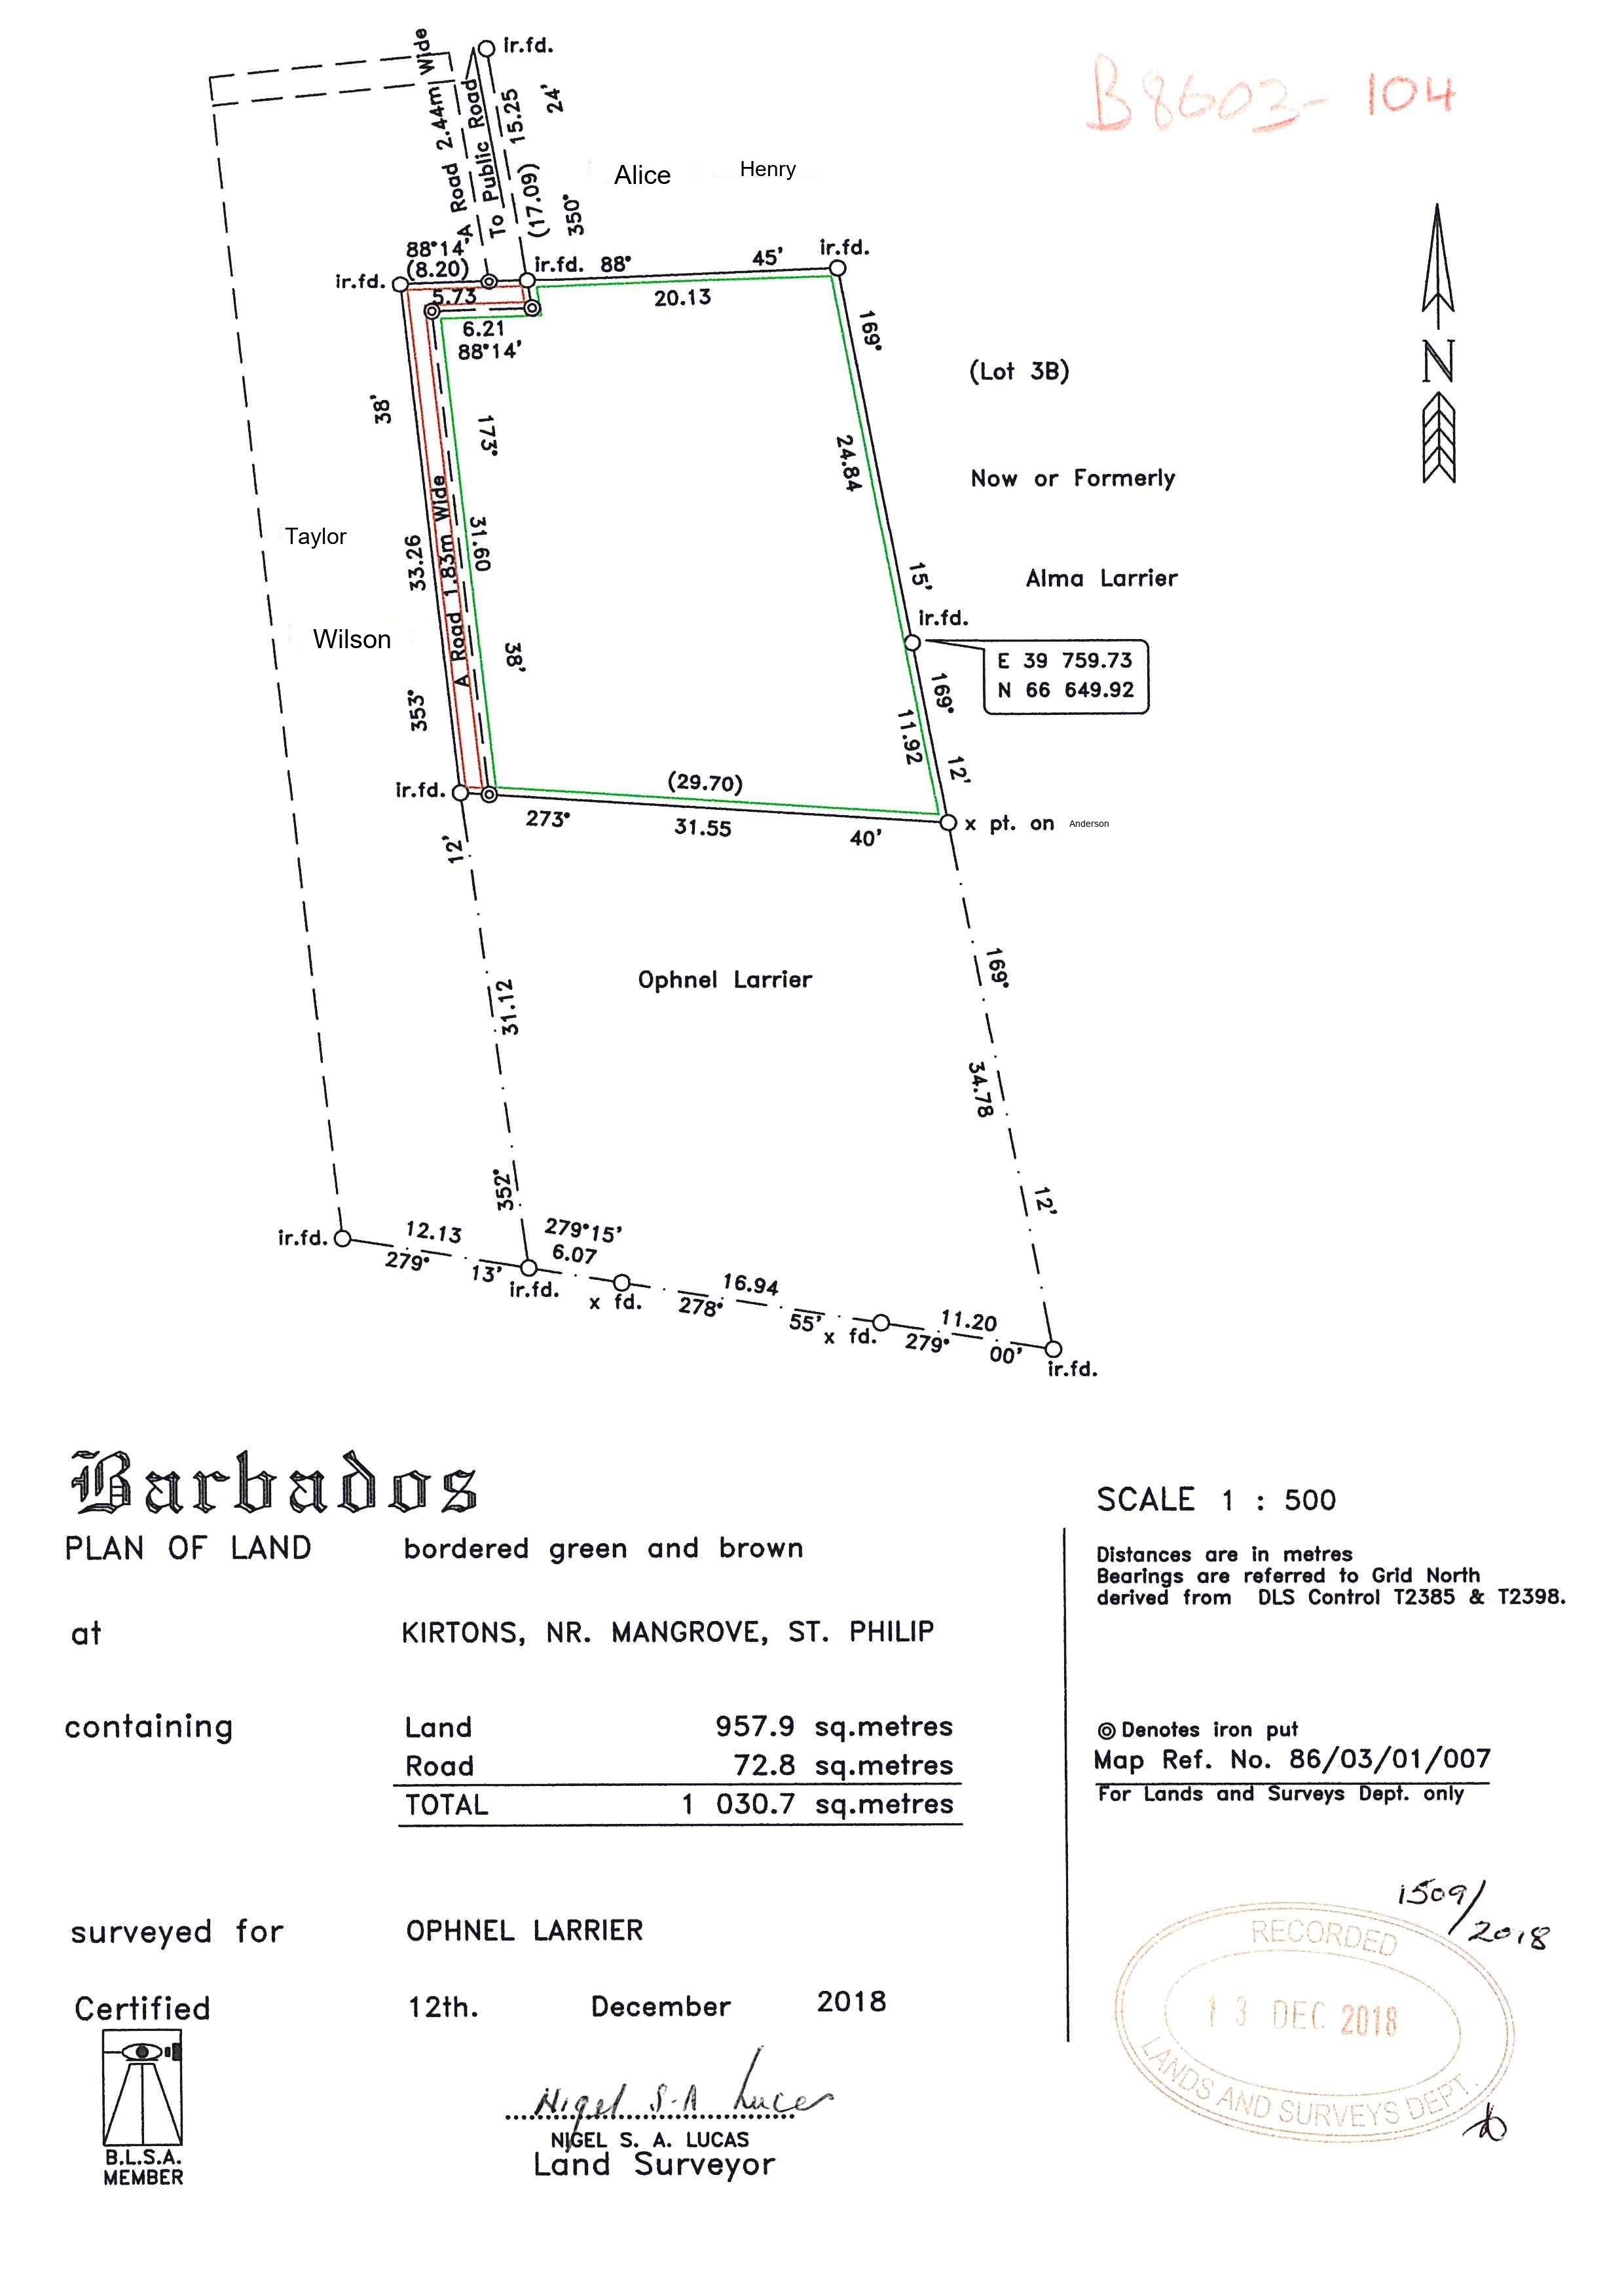 ir.fd.
B8603- 104
A Road 2.44m Wide
To Public Road
15.25
24'
(17.09)
350°
Alice Henry
88°14'
(8.20)
ir.fd.
5.73
ir.fd.
88° 45'
ir.fd.
20.13
6.21
88°14'
169°
24.84
15'
(Lot 3B)
N
Now or Formerly
Alma Larrier
38'
33.26
353°
A Road 1.83m Wide
173°
31.60
38'
Taylor
Wilson
ir.fd.
E 39 759.73
N 66 649.92
169°
11.92
12'
ir.fd.
(29.70)
273° 31.55 40'
x pt. on Anderson
12'
31.12
352°
Ophnel Larrier
169°
34.78
12'
ir.fd.
12.13
279° 13'
ir.fd.
279°15'
6.07
x fd.
16.94
278° 55'
x fd.
11.20
279° 00'
ir.fd.
Barbados
PLAN OF LAND bordered green and brown
at KIRTONS, NR. MANGROVE, ST. PHILIP
containing Land 957.9 sq.metres
Road 72.8 sq.metres
TOTAL 1 030.7 sq.metres
surveyed for OPHNEL LARRIER
Certified 12th. December 2018
B.L.S.A.
MEMBER
Nigel S.A Lucas
NIGEL S. A. LUCAS
Land Surveyor
SCALE 1 : 500
Distances are in metres
Bearings are referred to Grid North
derived from DLS Control T2385 & T2398.
Denotes iron put
Map Ref. No. 86/03/01/007
For Lands and Surveys Dept. only
1509/
2018
RECORDED
13 DEC 2018
LANDS AND SURVEYS DEPT.